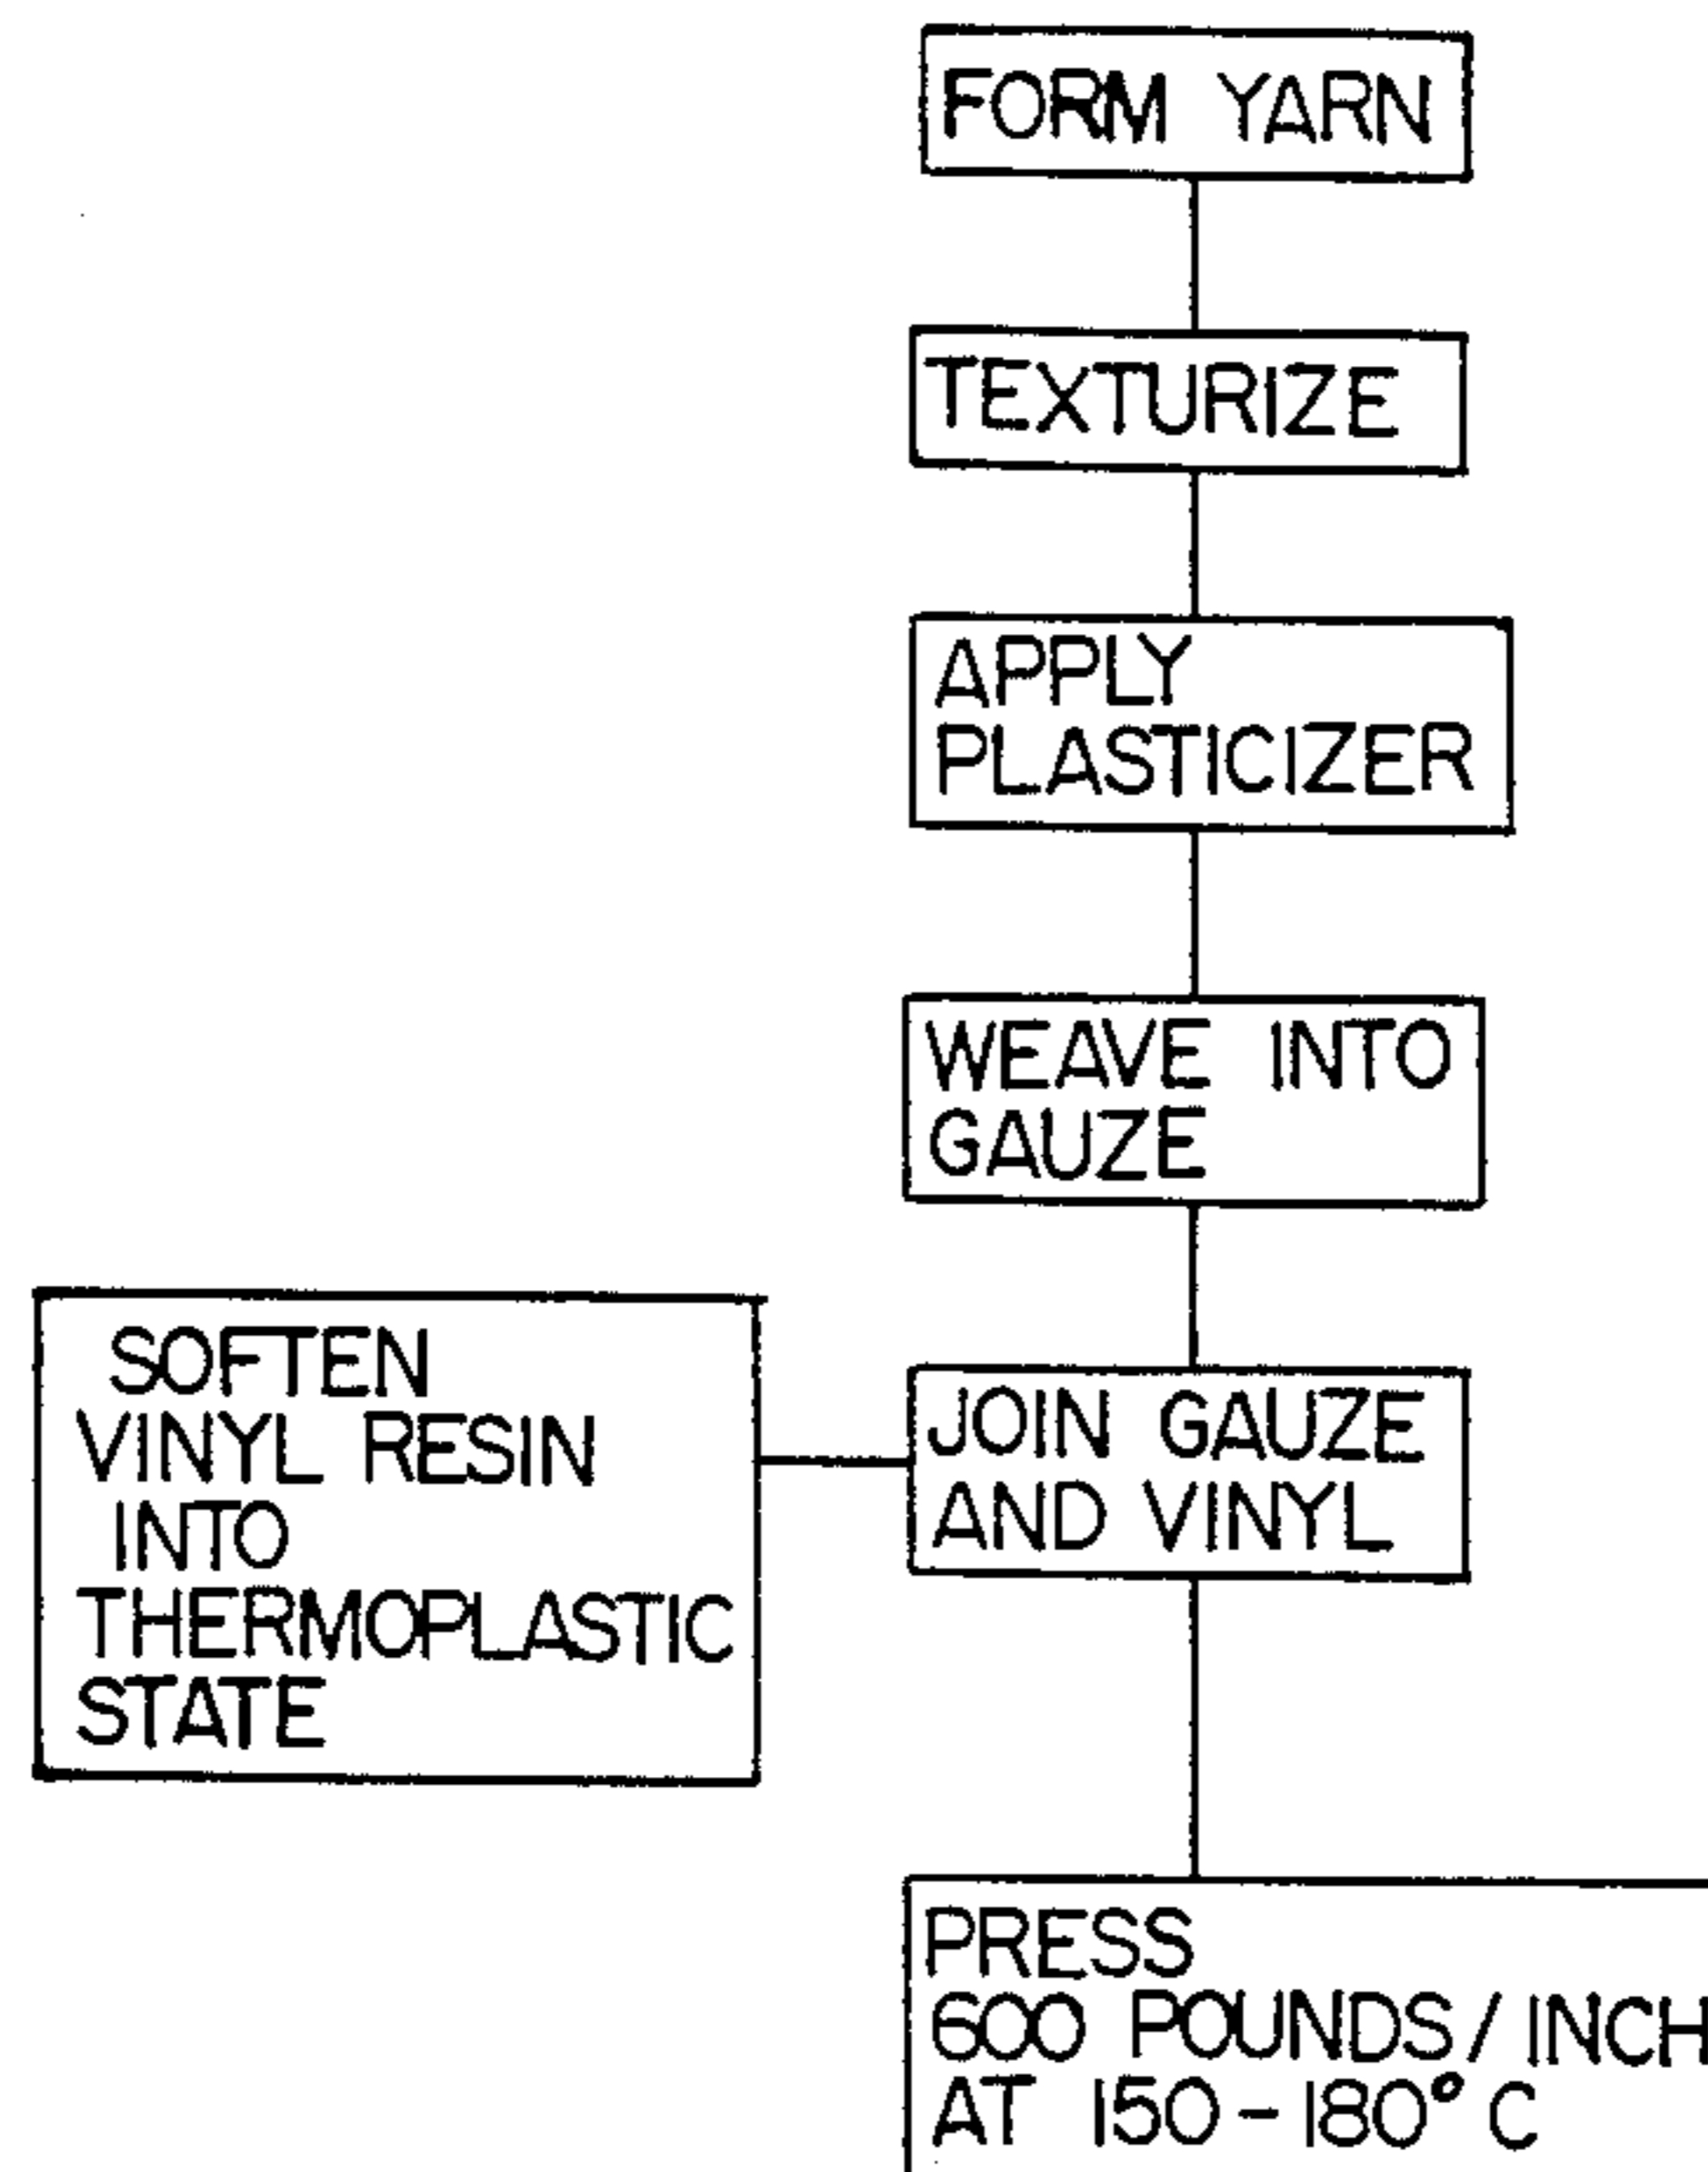 FORM YARN
TEXTURIZE
APPLY
PLASTICIZER
WEAVE INTO
GAUZE
SOFTEN
VINYL RESIN
INTO
THERMOPLASTIC
STATE
JOIN GAUZE
AND VINYL
PRESS
600 POUNDS/INCH
AT 150-180° C